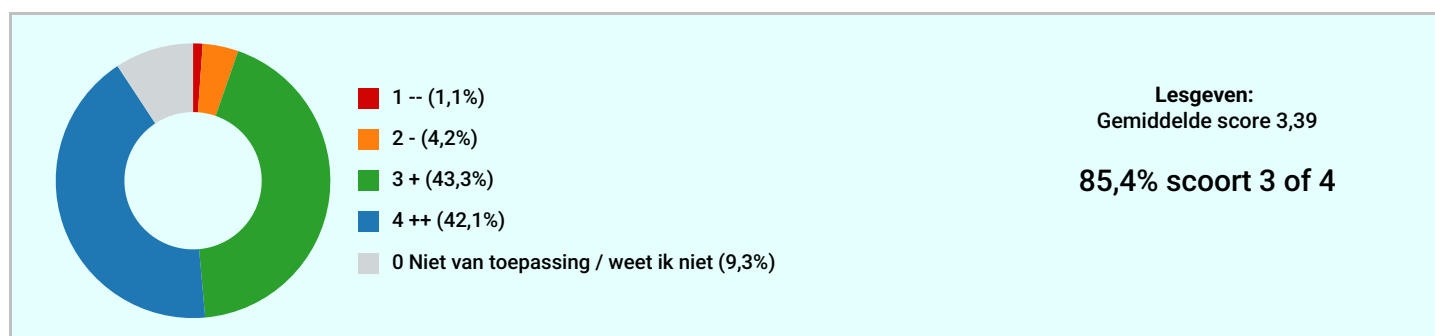 1 -- (1,1%)
2 - (4,2%)
3 + (43,3%)
4 ++ (42,1%)
0 Niet van toepassing / weet ik niet (9,3%)
Lesgeven:
Gemiddelde score 3,39
85,4% scoort 3 of 4